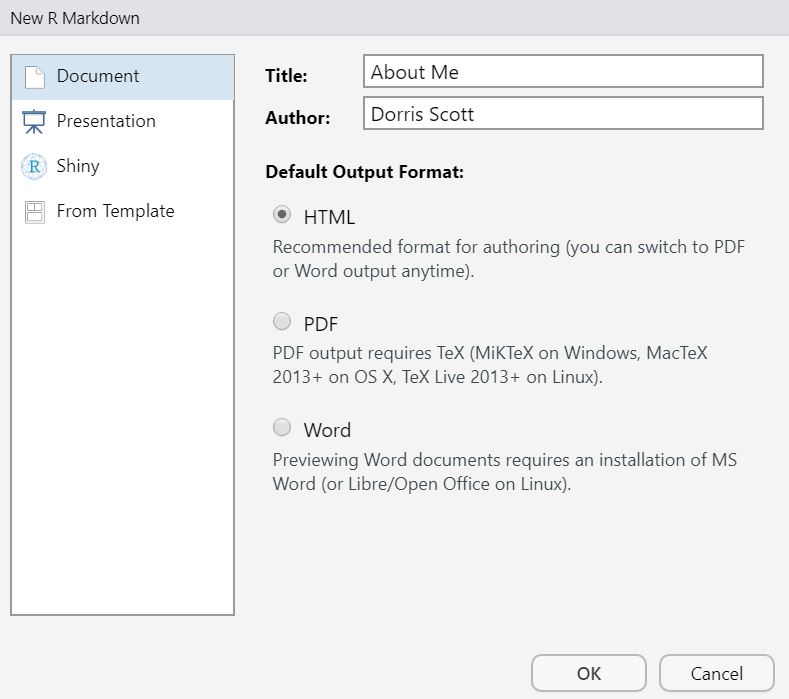 New R Markdown
Document
Presentation
R Shiny
From Template
Title: About Me
Author: Dorris Scott
Default Output Format:
HTML
Recommended format for authoring (you can switch to PDF
or Word output anytime).
PDF
PDF output requires TeX (MiKTeX on Windows, MacTeX
2013+ on OS X, TeX Live 2013+ on Linux).
Word
Previewing Word documents requires an installation of MS
Word (or Libre/Open Office on Linux).
OK Cancel